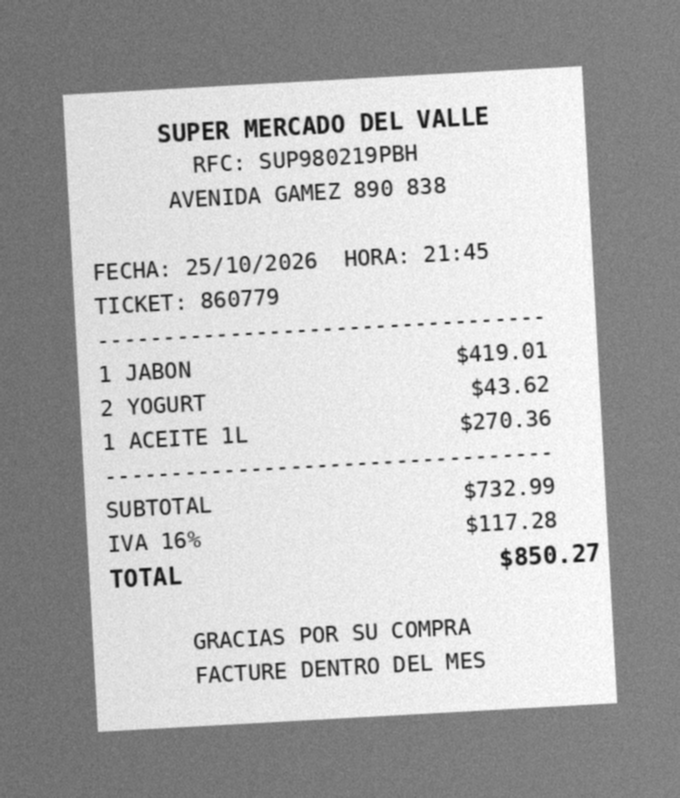 SUPER MERCADO DEL VALLE
RFC: SUP980219PBH
AVENIDA GAMEZ 890 838
FECHA: 25/10/2026 HORA: 21:45
TICKET: 860779
----------------------------------
1 JABON $419.01
2 YOGURT $43.62
1 ACEITE 1L $270.36
----------------------------------
SUBTOTAL $732.99
IVA 16% $117.28
TOTAL $850.27
GRACIAS POR SU COMPRA
FACTURE DENTRO DEL MES